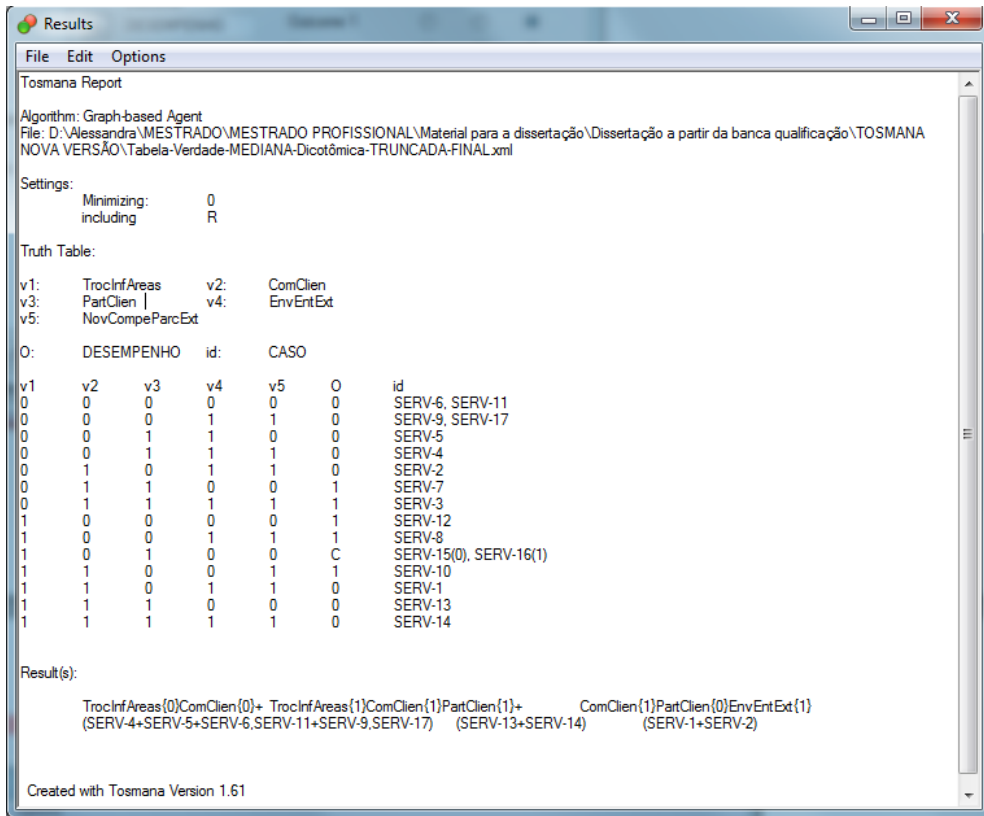 Results
File Edit Options
Tosmana Report
Algorithm: Graph-based Agent
File: D:\Alessandra\MESTRADO\MESTRADO PROFISSIONAL\Material para a dissertação\Dissertação a partir da banca qualificação\TOSMANA
NOVA VERSÃO\Tabela-Verdade-MEDIANA-Dicotômica-TRUNCADA-FINAL.xml
Settings:
Minimizing: 0
including R
Truth Table:
v1: TrocInfAreas v2: ComClien
v3: PartClien v4: EnvEntExt
v5: NovCompeParcExt
O: DESEMPENHO id: CASO
v1 v2 v3 v4 v5 O id
0 0 0 0 0 0 SERV-6, SERV-11
0 0 0 1 1 0 SERV-9, SERV-17
0 0 1 1 0 0 SERV-5
0 0 1 1 1 0 SERV-4
0 1 0 1 1 0 SERV-2
0 1 1 0 0 1 SERV-7
0 1 1 1 1 1 SERV-3
1 0 0 0 0 1 SERV-12
1 0 0 1 1 1 SERV-8
1 0 1 0 0 C SERV-15(0), SERV-16(1)
1 1 0 0 1 1 SERV-10
1 1 0 1 1 0 SERV-1
1 1 1 0 0 0 SERV-13
1 1 1 1 1 0 SERV-14
Result(s):
TrocInfAreas{0}ComClien{0}+ TrocInfAreas{1}ComClien{1}PartClien{1}+ ComClien{1}PartClien{0}EnvEntExt{1}
(SERV-4+SERV-5+SERV-6,SERV-11+SERV-9,SERV-17) (SERV-13+SERV-14) (SERV-1+SERV-2)
Created with Tosmana Version 1.61